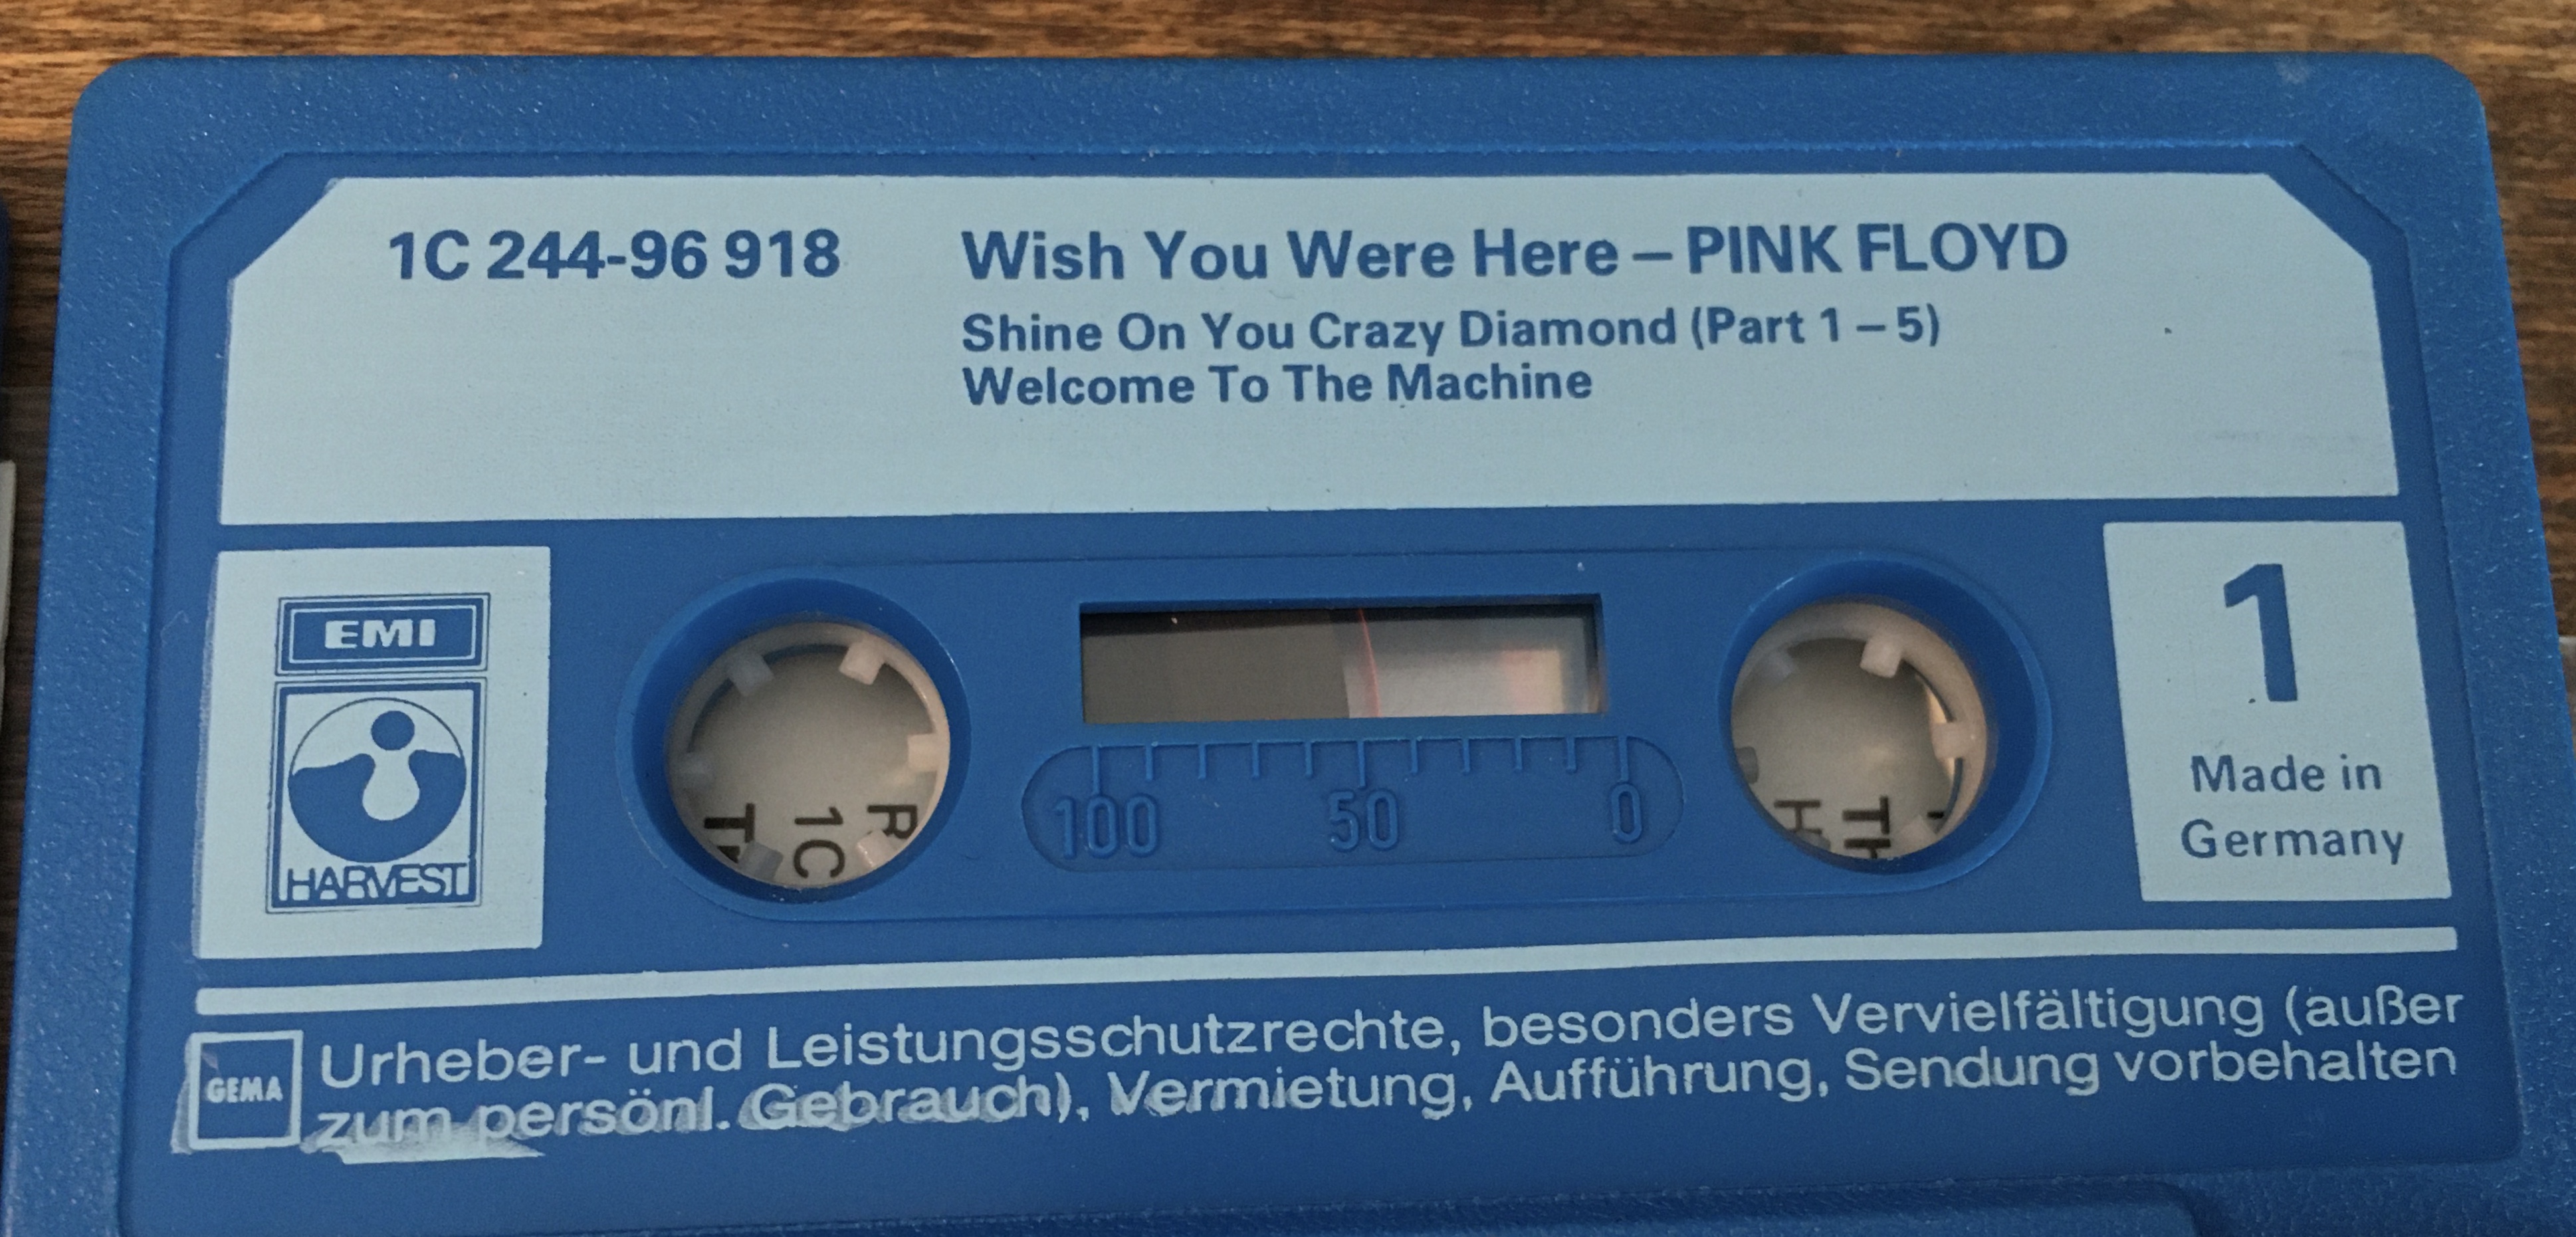 1C 244-96 918
Wish You Were Here – PINK FLOYD
Shine On You Crazy Diamond (Part 1 – 5)
Welcome To The Machine
EMI
HARVEST
100 50 0
1
Made in
Germany
GEMA
Urheber- und Leistungsschutzrechte, besonders Vervielfältigung (außer
zum persönl. Gebrauch), Vermietung, Aufführung, Sendung vorbehalten
R
1C